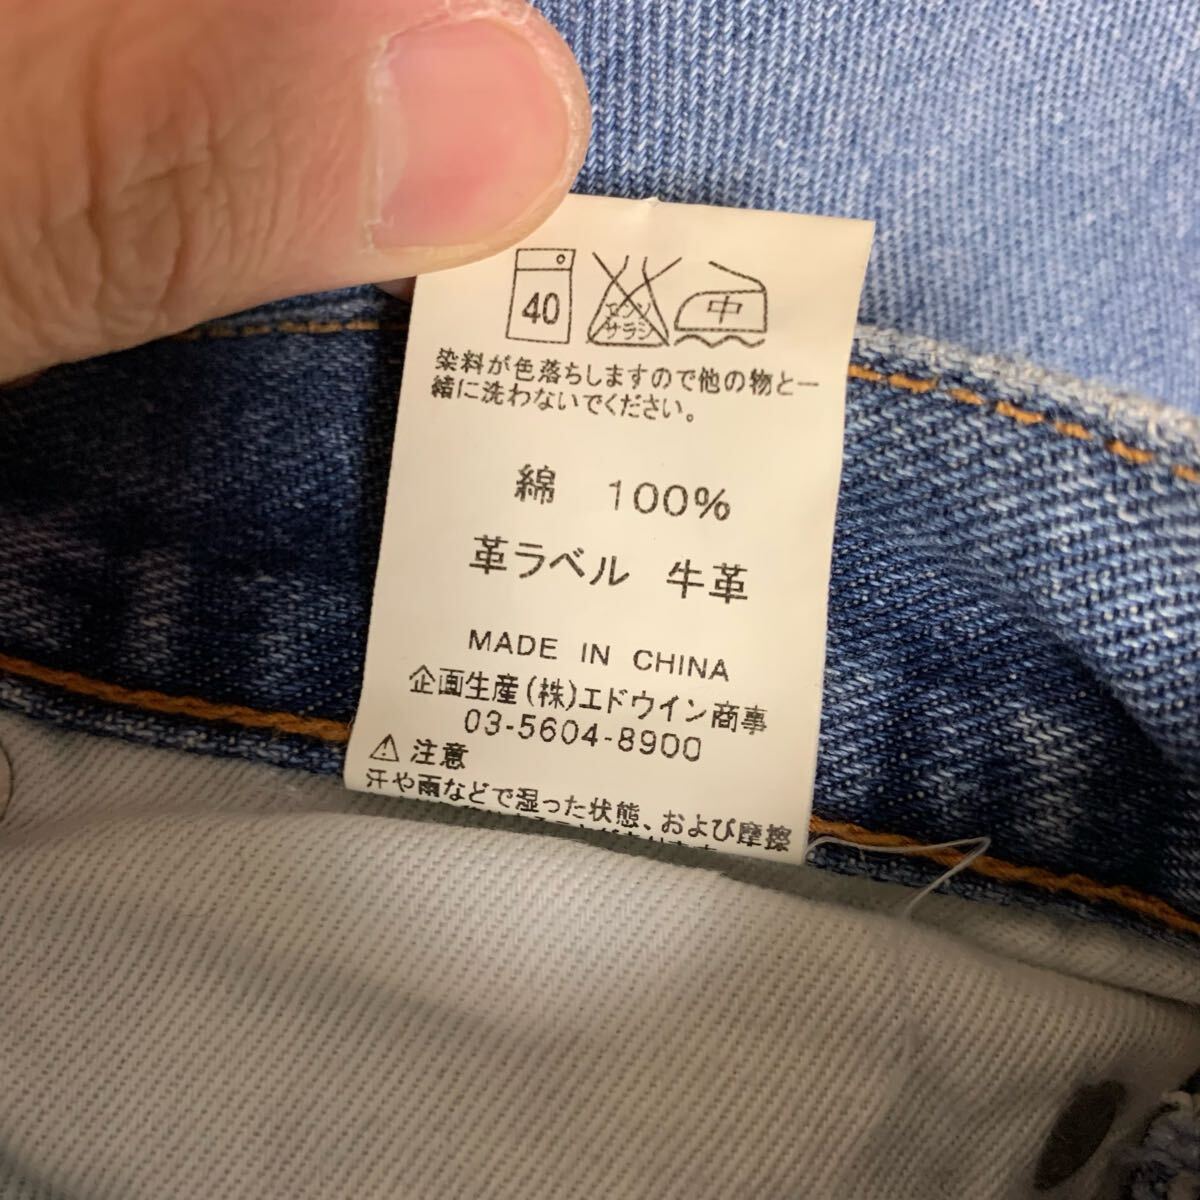 40 エンソ 中
サラシ
染料が色落ちしますので他の物と一
緒に洗わないでください。
綿 100%
革ラベル 牛革
MADE IN CHINA
企画生産(株)エドウイン商事
03-5604-8900
⚠注意
汗や雨などで湿った状態、および摩擦